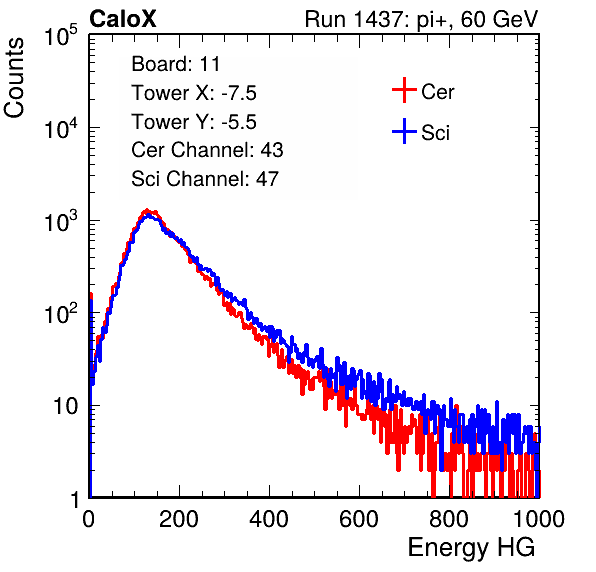 CaloX Run 1437: pi+, 60 GeV
Counts
Board: 11
Tower X: -7.5
Tower Y: -5.5
Cer Channel: 43
Sci Channel: 47
Cer
Sci
10^5
10^4
10^3
10^2
10
1
0 200 400 600 800 1000
Energy HG